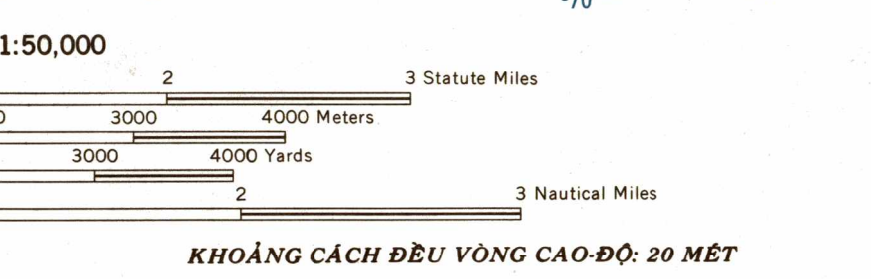 %
1:50,000
2 3 Statute Miles
3000 4000 Meters
3000 4000 Yards
2 3 Nautical Miles
KHOẢNG CÁCH ĐỀU VÒNG CAO-ĐỘ: 20 MÉT